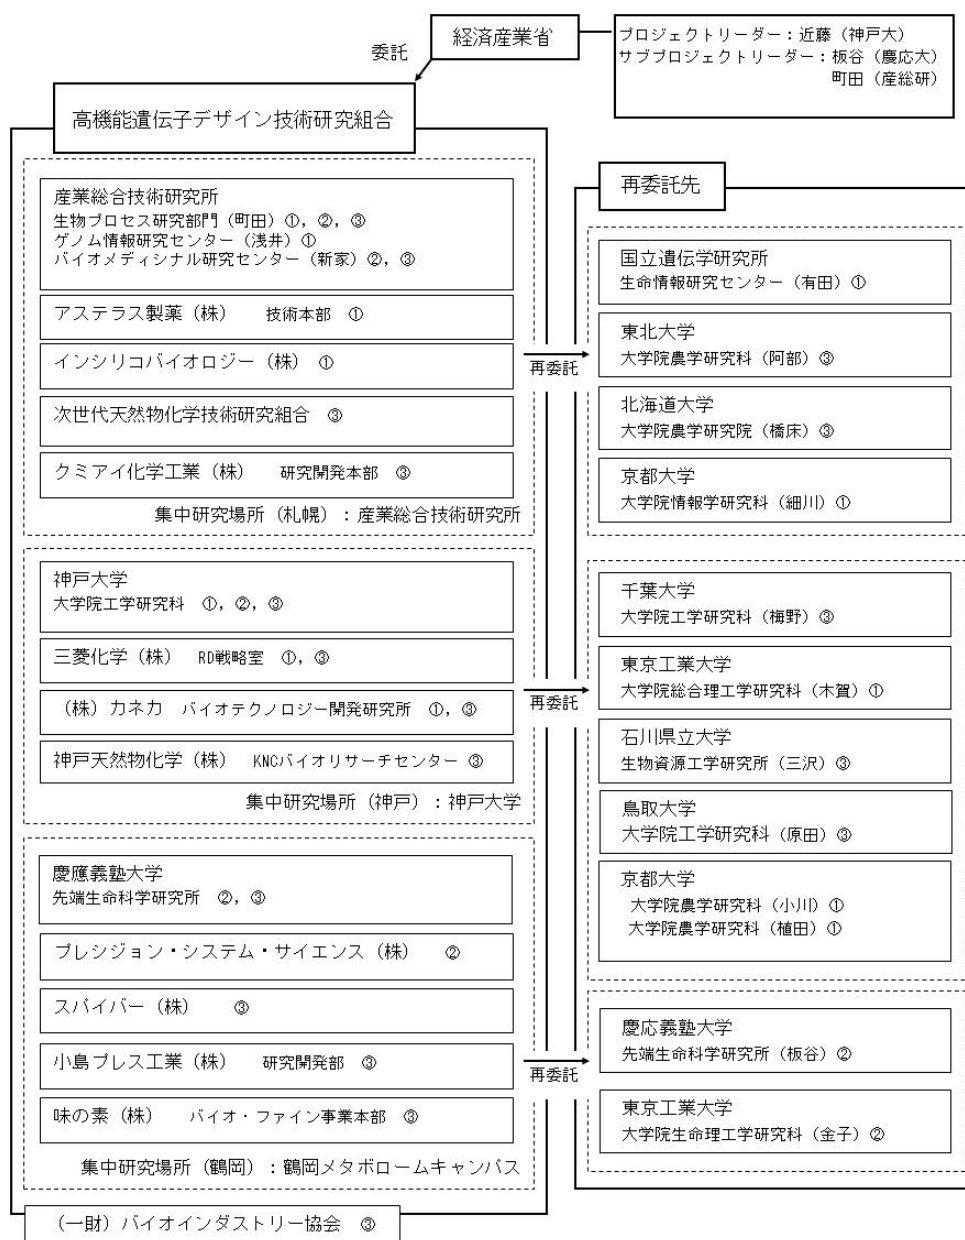 経済産業省
プロジェクトリーダー：近藤（神戸大）
サブプロジェクトリーダー：板谷（慶応大）
町田（産総研）
委託
高機能遺伝子デザイン技術研究組合
産業総合技術研究所
生物プロセス研究部門（町田）①，②，③
ゲノム情報研究センター（浅井）①
バイオメディシナル研究センター（新家）②，③
アステラス製薬（株）　技術本部　①
インシリコバイオロジー（株）　①
次世代天然物化学技術研究組合　③
クミアイ化学工業（株）　研究開発本部　③
集中研究場所（札幌）：産業総合技術研究所
神戸大学
大学院工学研究科　①，②，③
三菱化学（株）　RD戦略室　①，③
（株）カネカ　バイオテクノロジー開発研究所　①，③
神戸天然物化学（株）　KNCバイオリサーチセンター　③
集中研究場所（神戸）：神戸大学
慶應義塾大学
先端生命科学研究所　②，③
プレシジョン・システム・サイエンス（株）　②
スパイバー（株）　③
小島プレス工業（株）　研究開発部　③
味の素（株）　バイオ・ファイン事業本部　③
集中研究場所（鶴岡）：鶴岡メタボロームキャンパス
（一財）バイオインダストリー協会　③
再委託
再委託
再委託
再委託先
国立遺伝学研究所
生命情報研究センター（有田）①
東北大学
大学院農学研究科（阿部）③
北海道大学
大学院農学研究院（橋床）③
京都大学
大学院情報学研究科（細川）①
千葉大学
大学院工学研究科（梅野）③
東京工業大学
大学院総合理工学研究科（木賀）①
石川県立大学
生物資源工学研究所（三沢）③
鳥取大学
大学院工学研究科（原田）③
京都大学
大学院農学研究科（小川）①
大学院農学研究科（植田）①
慶応義塾大学
先端生命科学研究所（板谷）②
東京工業大学
大学院生命理工学研究科（金子）②